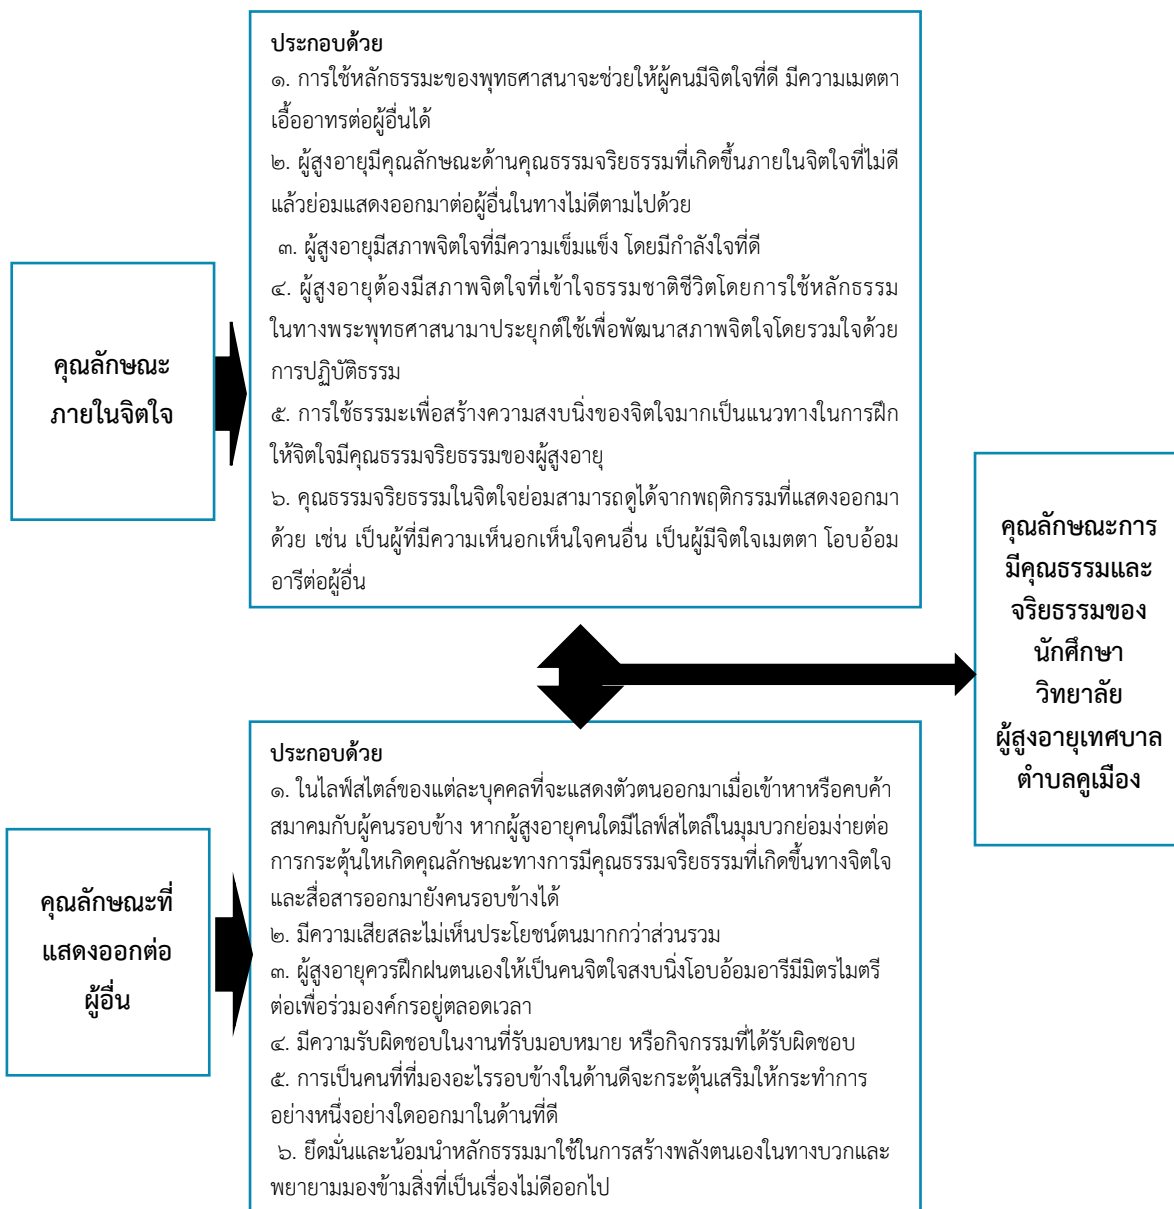 ประกอบด้วย
๑. การใช้หลักธรรมะของพุทธศาสนาจะช่วยให้ผู้คนมีจิตใจที่ดี มีความเมตตา
เอื้ออาทรต่อผู้อื่นได้
๒. ผู้สูงอายุมีคุณลักษณะด้านคุณธรรมจริยธรรมที่เกิดขึ้นภายในจิตใจที่ไม่ดี
แล้วย่อมแสดงออกมาต่อผู้อื่นในทางไม่ดีตามไปด้วย
๓. ผู้สูงอายุมีสภาพจิตใจที่มีความเข็มแข็ง โดยมีกำลังใจที่ดี
๔. ผู้สูงอายุต้องมีสภาพจิตใจที่เข้าใจธรรมชาติชีวิตโดยการใช้หลักธรรม
ในทางพระพุทธศาสนามาประยุกต์ใช้เพื่อพัฒนาสภาพจิตใจโดยรวมใจด้วย
การปฏิบัติธรรม
๕. การใช้ธรรมะเพื่อสร้างความสงบนิ่งของจิตใจมากเป็นแนวทางในการฝึก
ให้จิตใจมีคุณธรรมจริยธรรมของผู้สูงอายุ
๖. คุณธรรมจริยธรรมในจิตใจย่อมสามารถดูได้จากพฤติกรรมที่แสดงออกมา
ด้วย เช่น เป็นผู้ที่มีความเห็นอกเห็นใจคนอื่น เป็นผู้มีจิตใจเมตตา โอบอ้อม
อารีต่อผู้อื่น
คุณลักษณะ
ภายในจิตใจ
คุณลักษณะการ
มีคุณธรรมและ
จริยธรรมของ
นักศึกษา
วิทยาลัย
ผู้สูงอายุเทศบาล
ตำบลคูเมือง
ประกอบด้วย
๑. ในไลฟ์สไตล์ของแต่ละบุคคลที่จะแสดงตัวตนออกมาเมื่อเข้าหาหรือคบค้า
สมาคมกับผู้คนรอบข้าง หากผู้สูงอายุคนใดมีไลฟ์สไตล์ในมุมบวกย่อมง่ายต่อ
การกระตุ้นใหเกิดคุณลักษณะทางการมีคุณธรรมจริยธรรมที่เกิดขึ้นทางจิตใจ
และสื่อสารออกมายังคนรอบข้างได้
๒. มีความเสียสละไม่เห็นประโยชน์ตนมากกว่าส่วนรวม
๓. ผู้สูงอายุควรฝึกฝนตนเองให้เป็นคนจิตใจสงบนิ่งโอบอ้อมอารีมีมิตรไมตรี
ต่อเพื่อร่วมองค์กรอยู่ตลอดเวลา
๔. มีความรับผิดชอบในงานที่รับมอบหมาย หรือกิจกรรมที่ได้รับผิดชอบ
๕. การเป็นคนที่ที่มองอะไรรอบข้างในด้านดีจะกระตุ้นเสริมให้กระทำการ
อย่างหนึ่งอย่างใดออกมาในด้านที่ดี
๖. ยึดมั่นและน้อมนำหลักธรรมมาใช้ในการสร้างพลังตนเองในทางบวกและ
พยายามมองข้ามสิ่งที่เป็นเรื่องไม่ดีออกไป
คุณลักษณะที่
แสดงออกต่อ
ผู้อื่น